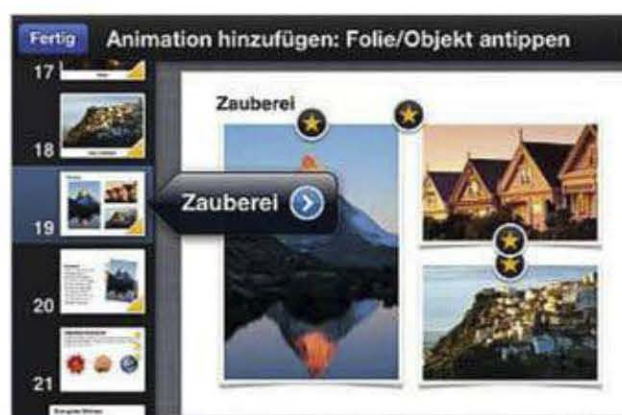 Fertig
Animation hinzufügen: Folie/Objekt antippen
17
18
19
20
21
Zauberei
Zauberei